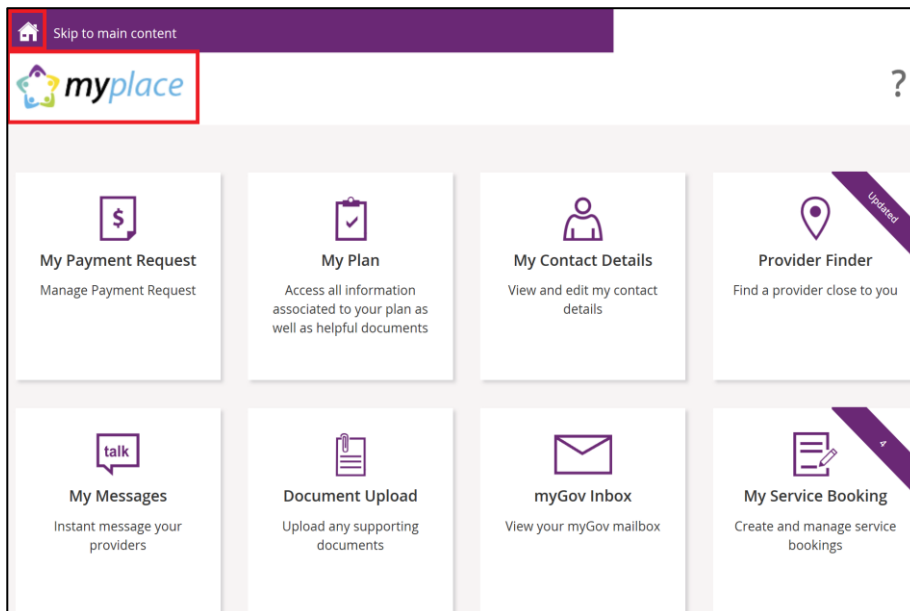 Skip to main content
myplace
?
$
My Payment Request
Manage Payment Request
My Plan
Access all information
associated to your plan as
well as helpful documents
My Contact Details
View and edit my contact
details
Updated
Provider Finder
Find a provider close to you
talk
My Messages
Instant message your
providers
Document Upload
Upload any supporting
documents
myGov Inbox
View your myGov mailbox
4
My Service Booking
Create and manage service
bookings